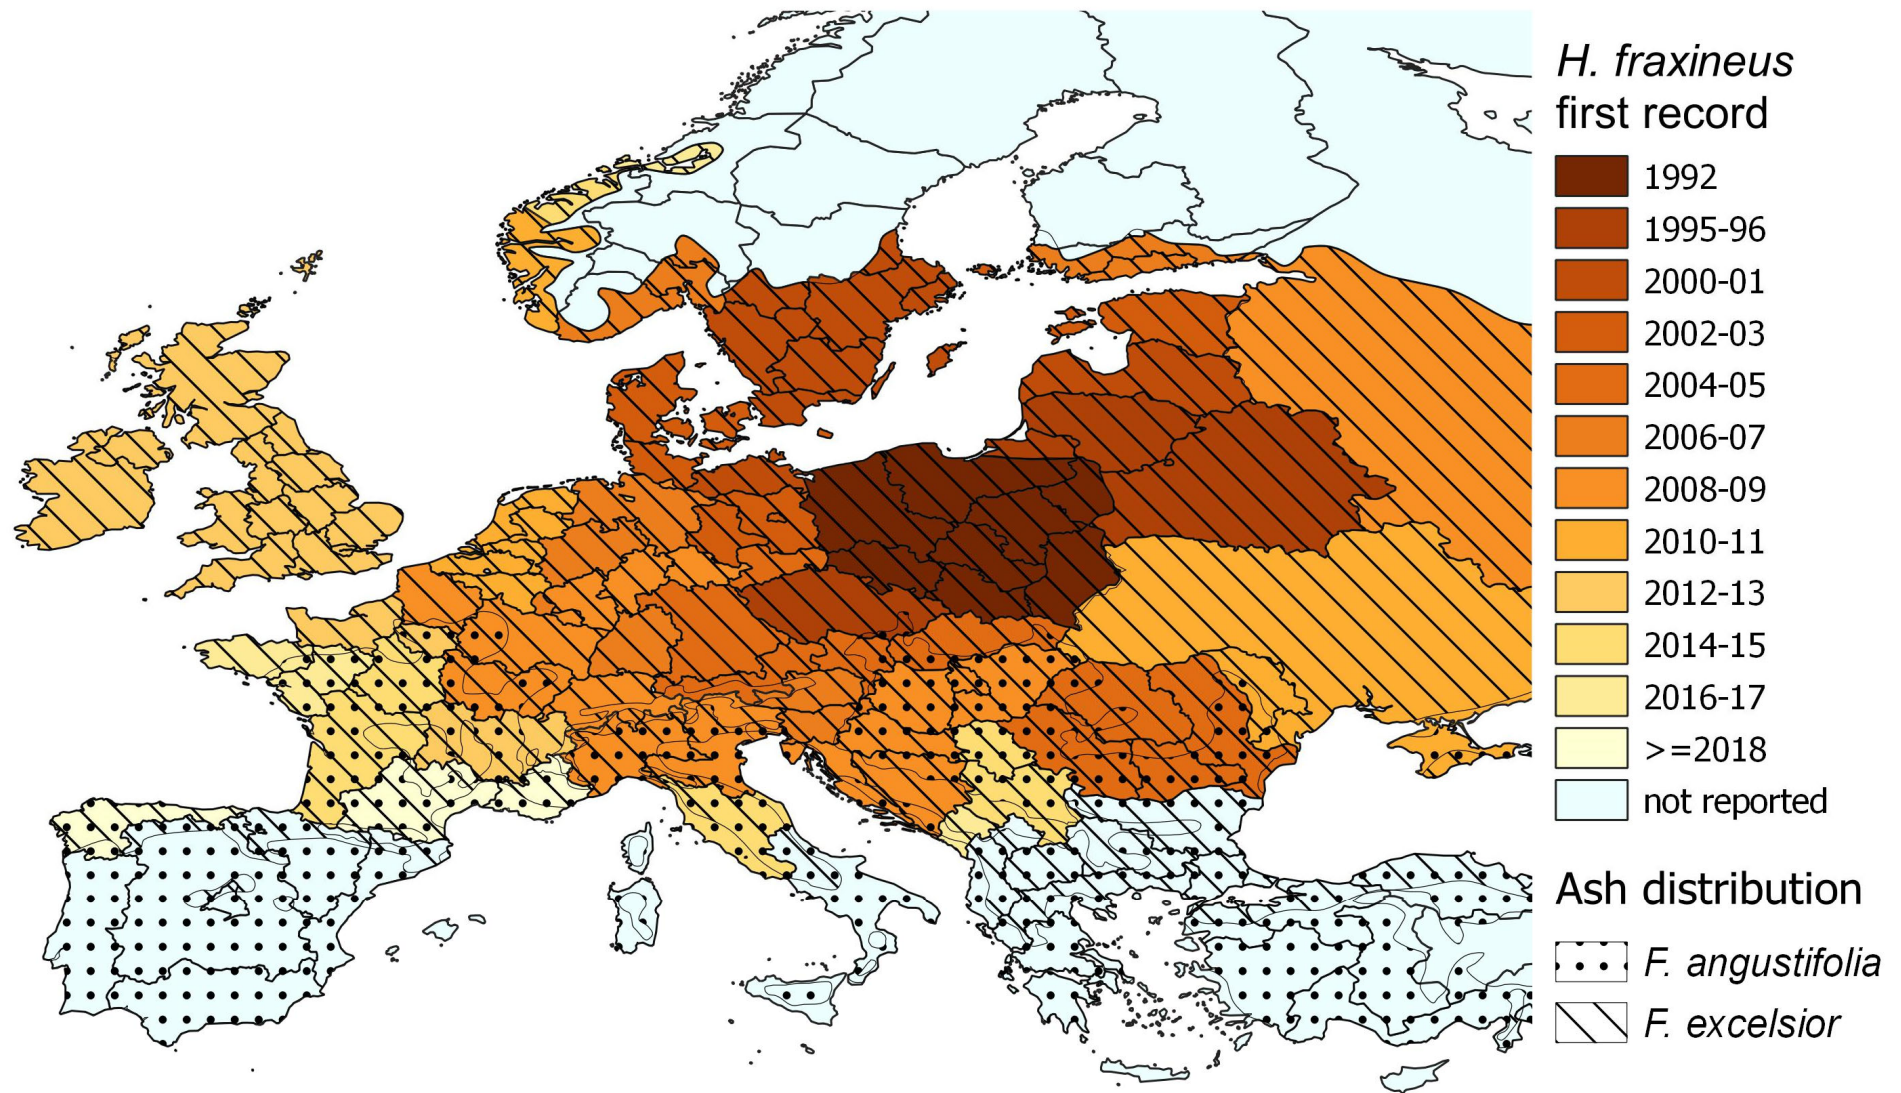 H. fraxineus
first record
1992
1995-96
2000-01
2002-03
2004-05
2006-07
2008-09
2010-11
2012-13
2014-15
2016-17
>=2018
not reported
Ash distribution
F. angustifolia
F. excelsior